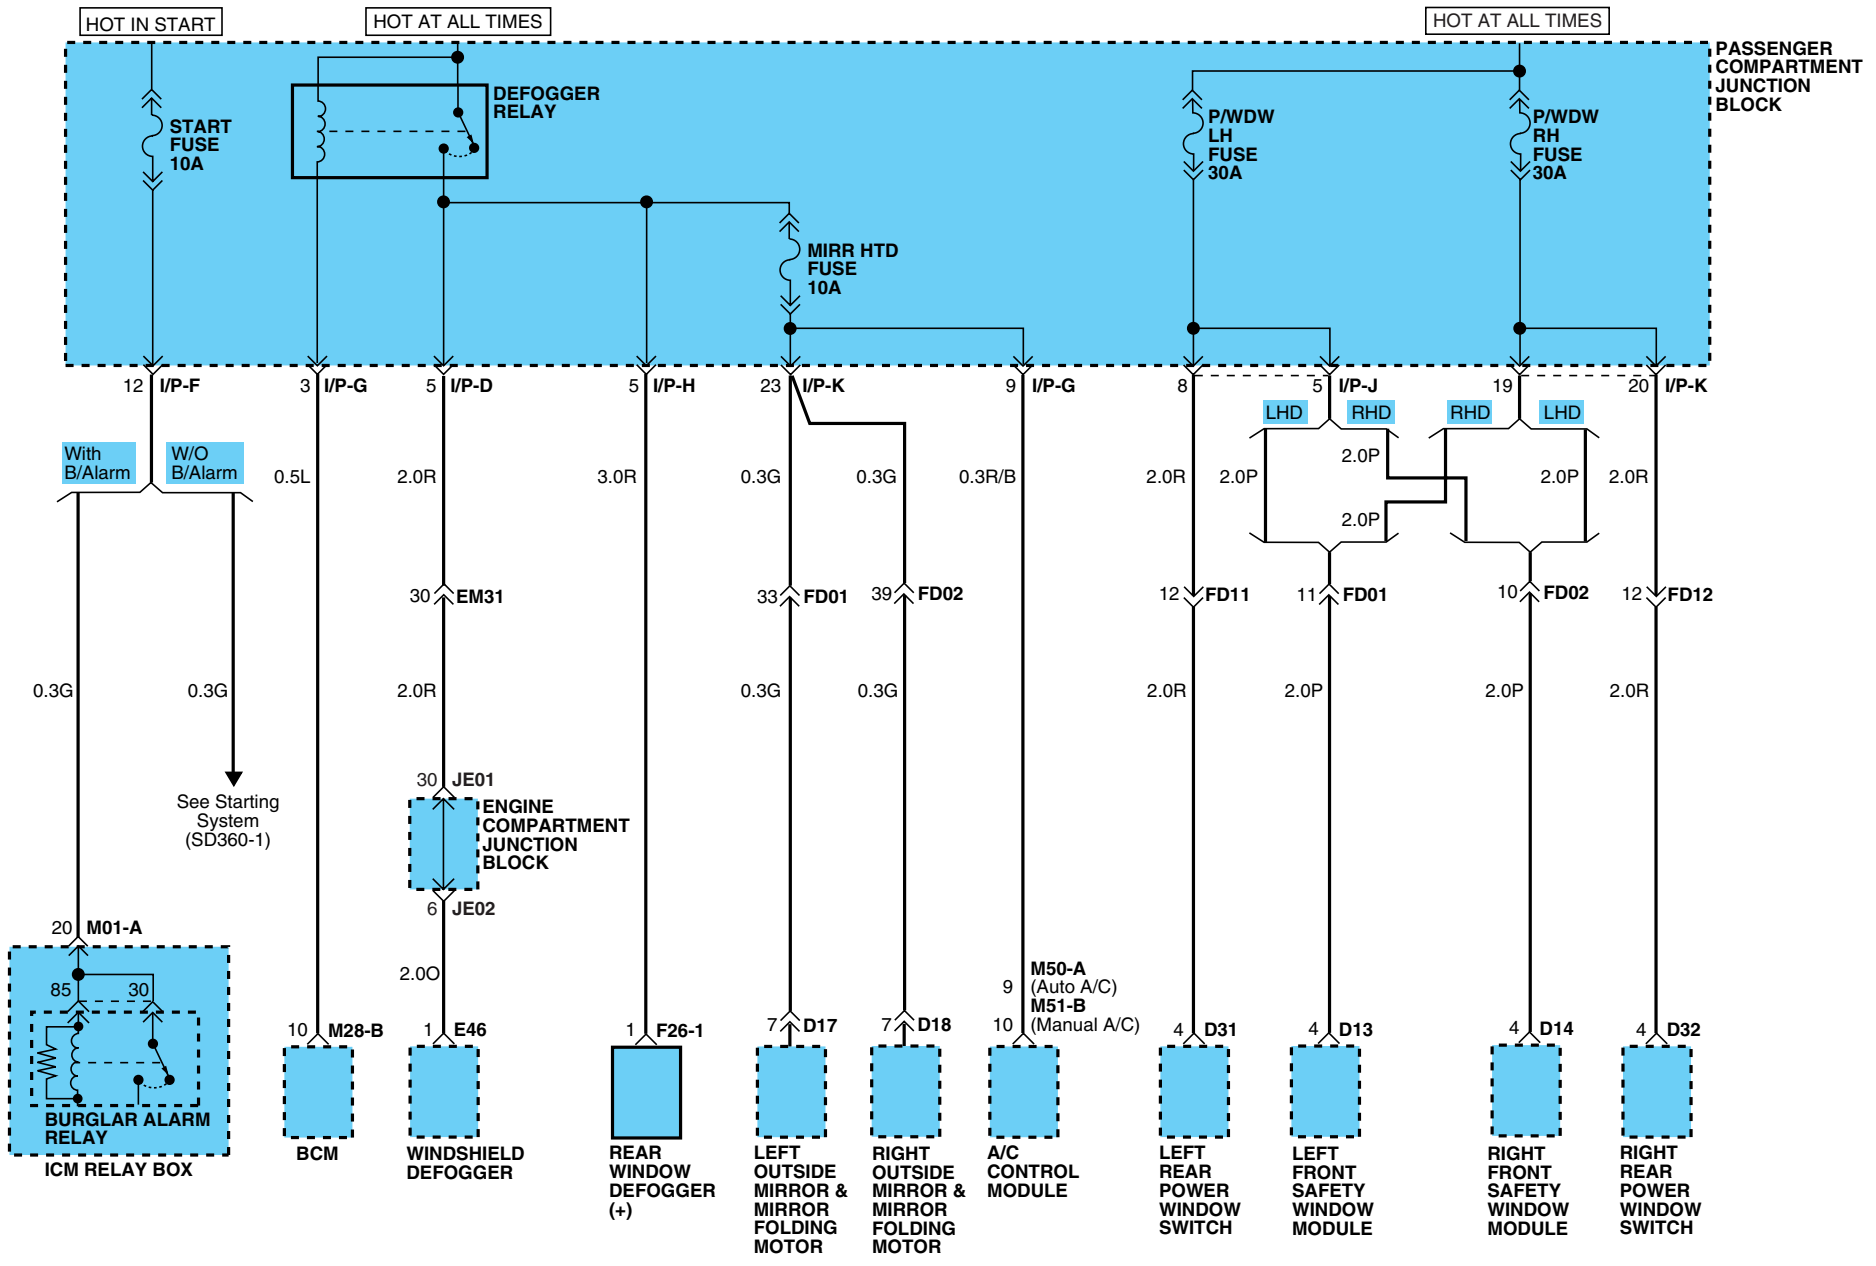 HOT IN START
HOT AT ALL TIMES
HOT AT ALL TIMES
PASSENGER
COMPARTMENT
JUNCTION
BLOCK
START
FUSE
10A
DEFOGGER
RELAY
P/WDW
LH
FUSE
30A
P/WDW
RH
FUSE
30A
MIRR HTD
FUSE
10A
12 I/P-F
3 I/P-G
5 I/P-D
5 I/P-H
23 I/P-K
9 I/P-G
8
5 I/P-J
19
20 I/P-K
LHD
RHD
RHD
LHD
With
B/Alarm
W/O
B/Alarm
0.5L
2.0R
3.0R
0.3G
0.3G
0.3R/B
2.0R
2.0P
2.0P
2.0P
2.0P
2.0R
30 EM31
33 FD01
39 FD02
12 FD11
11 FD01
10 FD02
12 FD12
0.3G
0.3G
2.0R
0.3G
0.3G
2.0R
2.0P
2.0P
2.0R
See Starting
System
(SD360-1)
30 JE01
ENGINE
COMPARTMENT
JUNCTION
BLOCK
6 JE02
20 M01-A
2.0O
85
30
M50-A
9 (Auto A/C)
M51-B
10 (Manual A/C)
10 M28-B
1 E46
1 F26-1
7 D17
7 D18
4 D31
4 D13
4 D14
4 D32
BURGLAR ALARM
RELAY
ICM RELAY BOX
BCM
WINDSHIELD
DEFOGGER
REAR
WINDOW
DEFOGGER
(+)
LEFT
OUTSIDE
MIRROR &
MIRROR
FOLDING
MOTOR
RIGHT
OUTSIDE
MIRROR &
MIRROR
FOLDING
MOTOR
A/C
CONTROL
MODULE
LEFT
REAR
POWER
WINDOW
SWITCH
LEFT
FRONT
SAFETY
WINDOW
MODULE
RIGHT
FRONT
SAFETY
WINDOW
MODULE
RIGHT
REAR
POWER
WINDOW
SWITCH